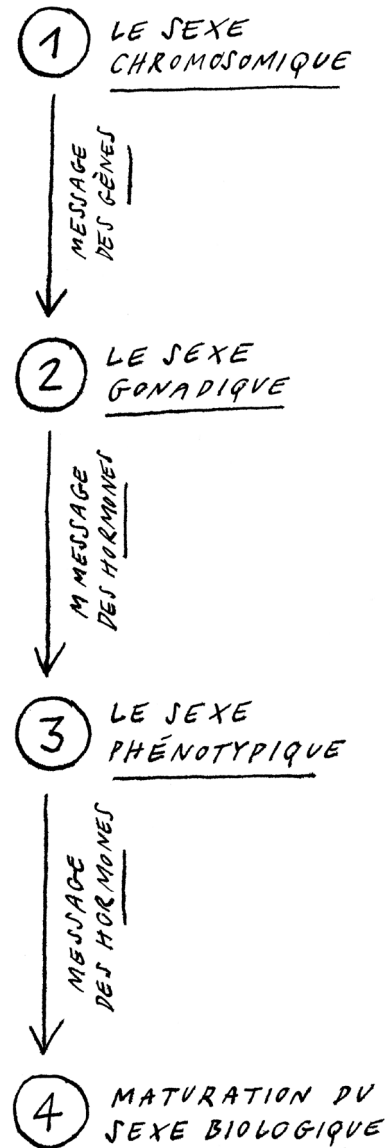 1
LE SEXE
CHROMOSOMIQUE
MESSAGE
DES GÈNES
2
LE SEXE
GONADIQUE
M MESSAGE
DES HORMONES
3
LE SEXE
PHÉNOTYPIQUE
MESSAGE
DES HORMONES
4
MATURATION DU
SEXE BIOLOGIQUE